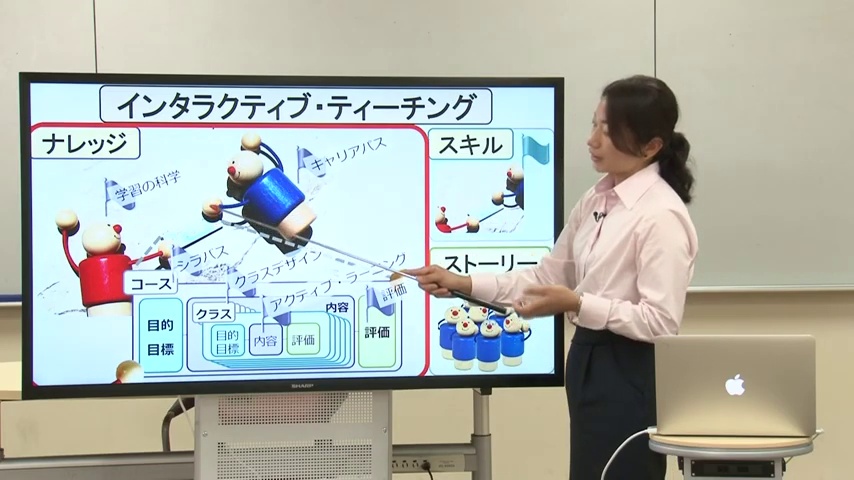 インタラクティブ・ティーチング
ナレッジ
スキル
学習の科学
キャリアパス
シラバス
クラスデザイン
アクティブ・ラーニング
評価
ストーリー
コース
目的
目標
クラス
目的
目標
内容
評価
内容
評価
SHARP